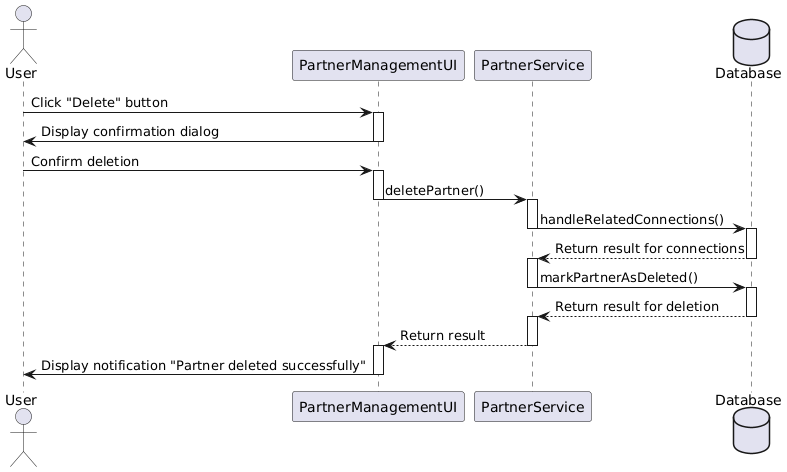 User
PartnerManagementUI
PartnerService
Database
Click "Delete" button
Display confirmation dialog
Confirm deletion
deletePartner()
handleRelatedConnections()
Return result for connections
markPartnerAsDeleted()
Return result for deletion
Return result
Display notification "Partner deleted successfully"
User
PartnerManagementUI
PartnerService
Database